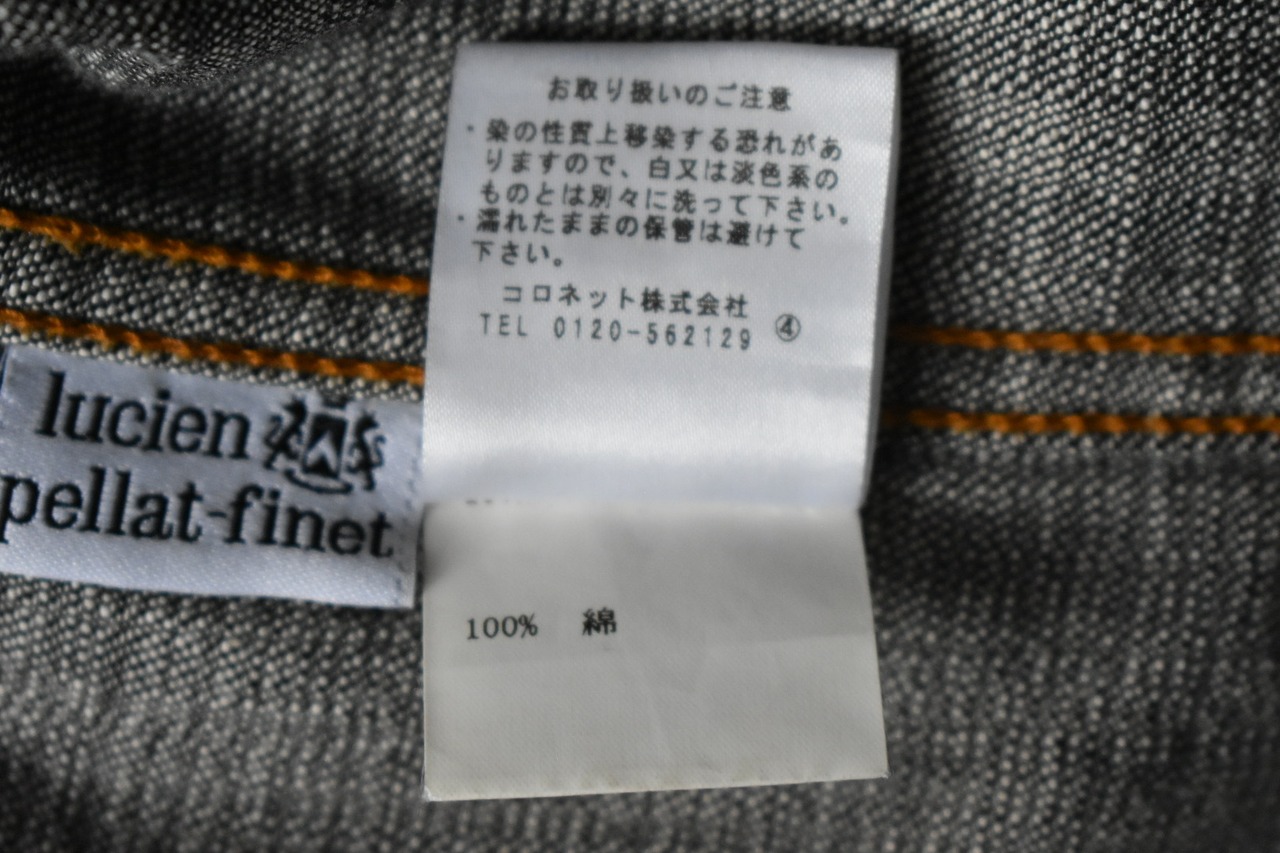 お取り扱いのご注意
・染の性質上移染する恐れがあ
りますので、白又は淡色系の
ものとは別々に洗って下さい。
・濡れたままの保管は避けて
下さい。
コロネット株式会社
TEL 0120-562129 ④
lucien
pellat-finet
100% 綿